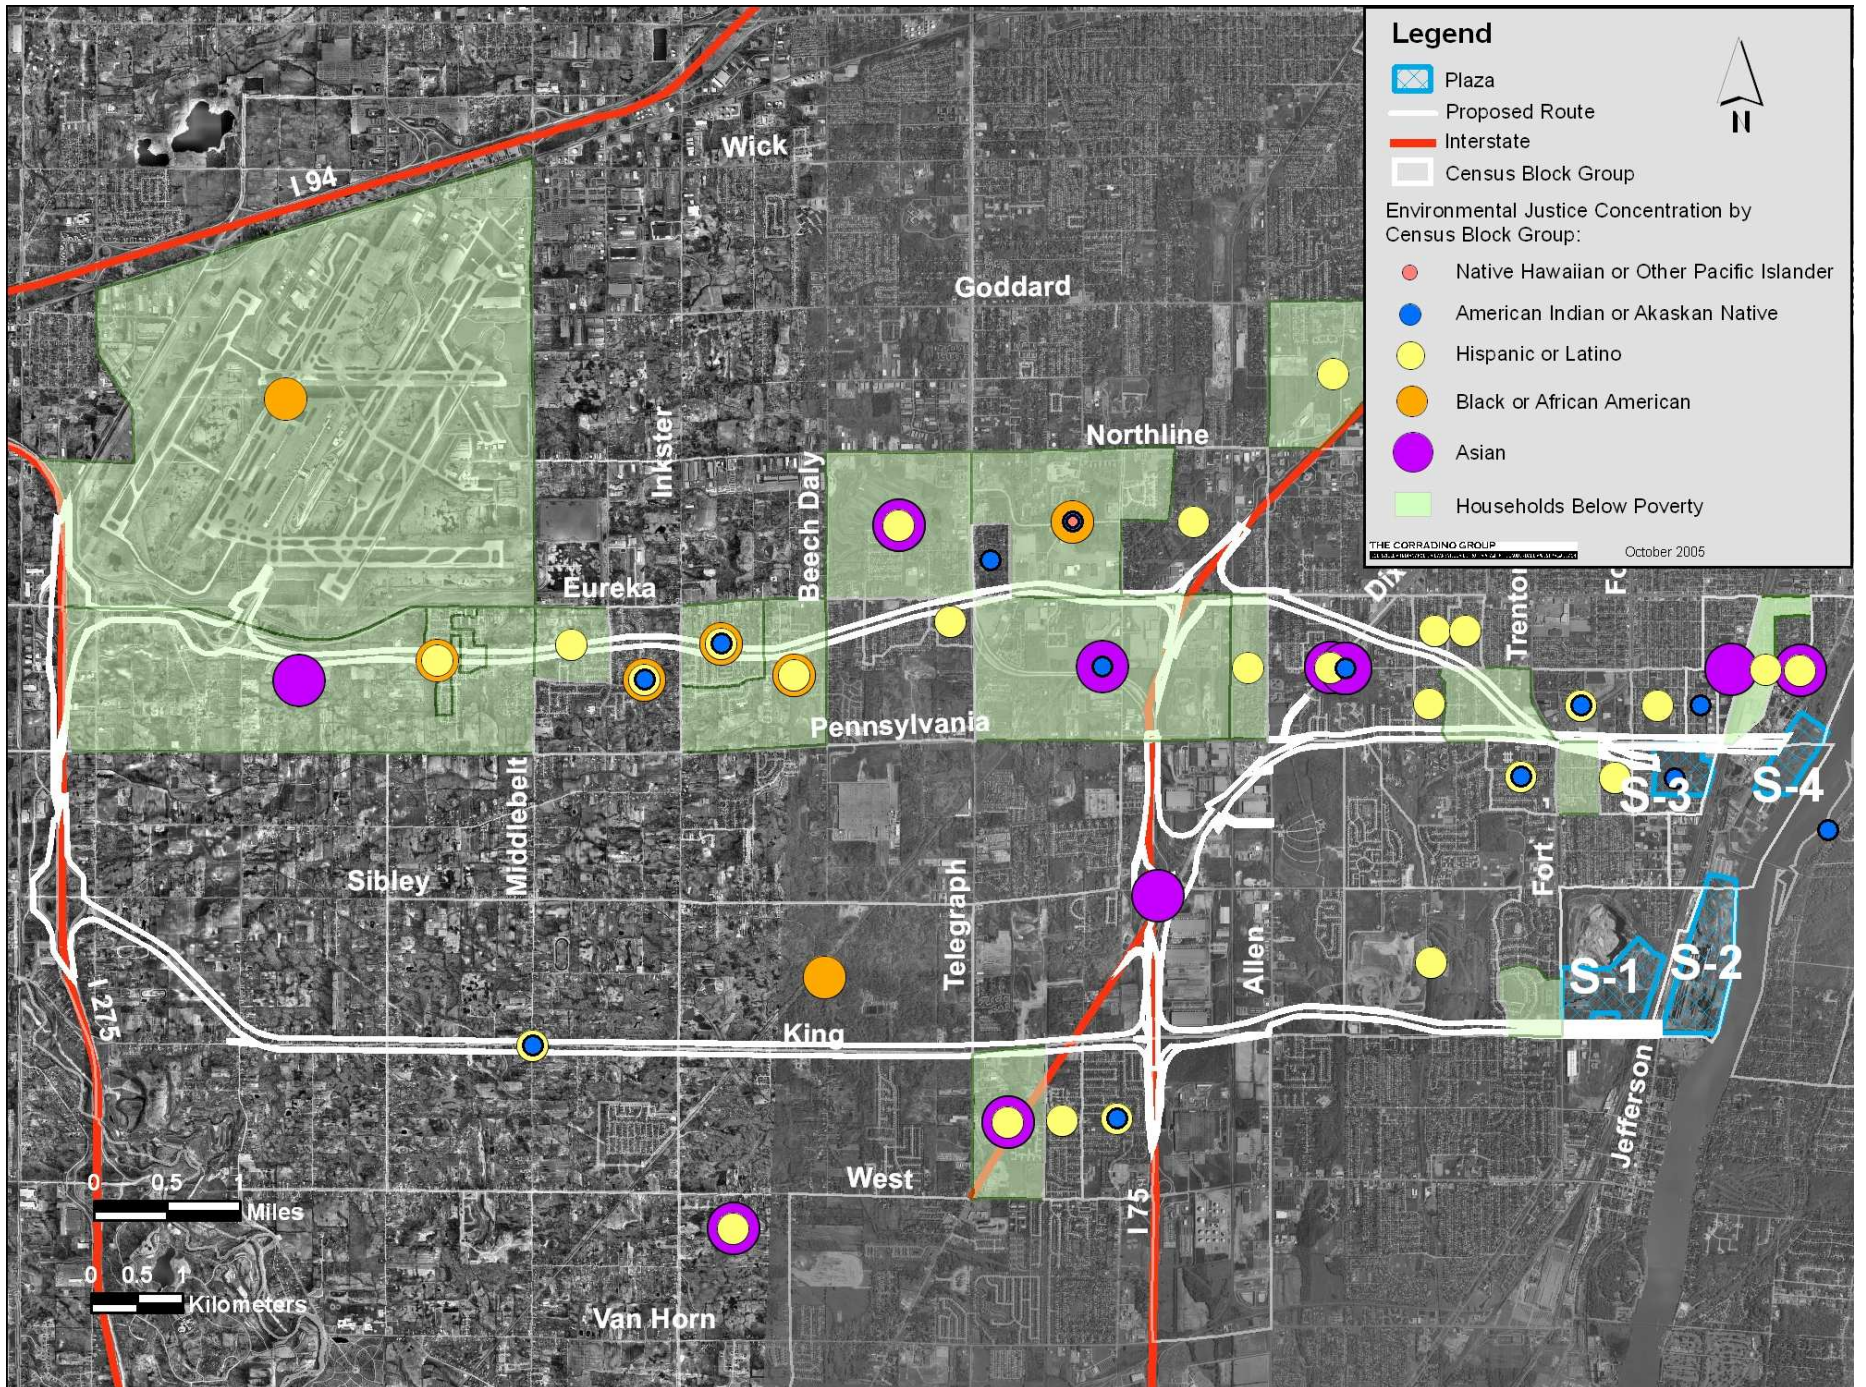 Legend
Plaza
Proposed Route
Interstate
Census Block Group
N
Environmental Justice Concentration by
Census Block Group:
Native Hawaiian or Other Pacific Islander
American Indian or Akaskan Native
Hispanic or Latino
Black or African American
Asian
Households Below Poverty
THE CORRADINO GROUP
October 2005
Wick
I 94
Goddard
Northline
Inkster
Beech Daly
Eureka
Dix
Trenton
Fo
Pennsylvania
Middlebelt
S-3
S-4
Sibley
Telegraph
Fort
Allen
S-1
S-2
I 275
King
Jefferson
West
I 75
0 0.5 1
Miles
0 0.5 1
Kilometers
Van Horn